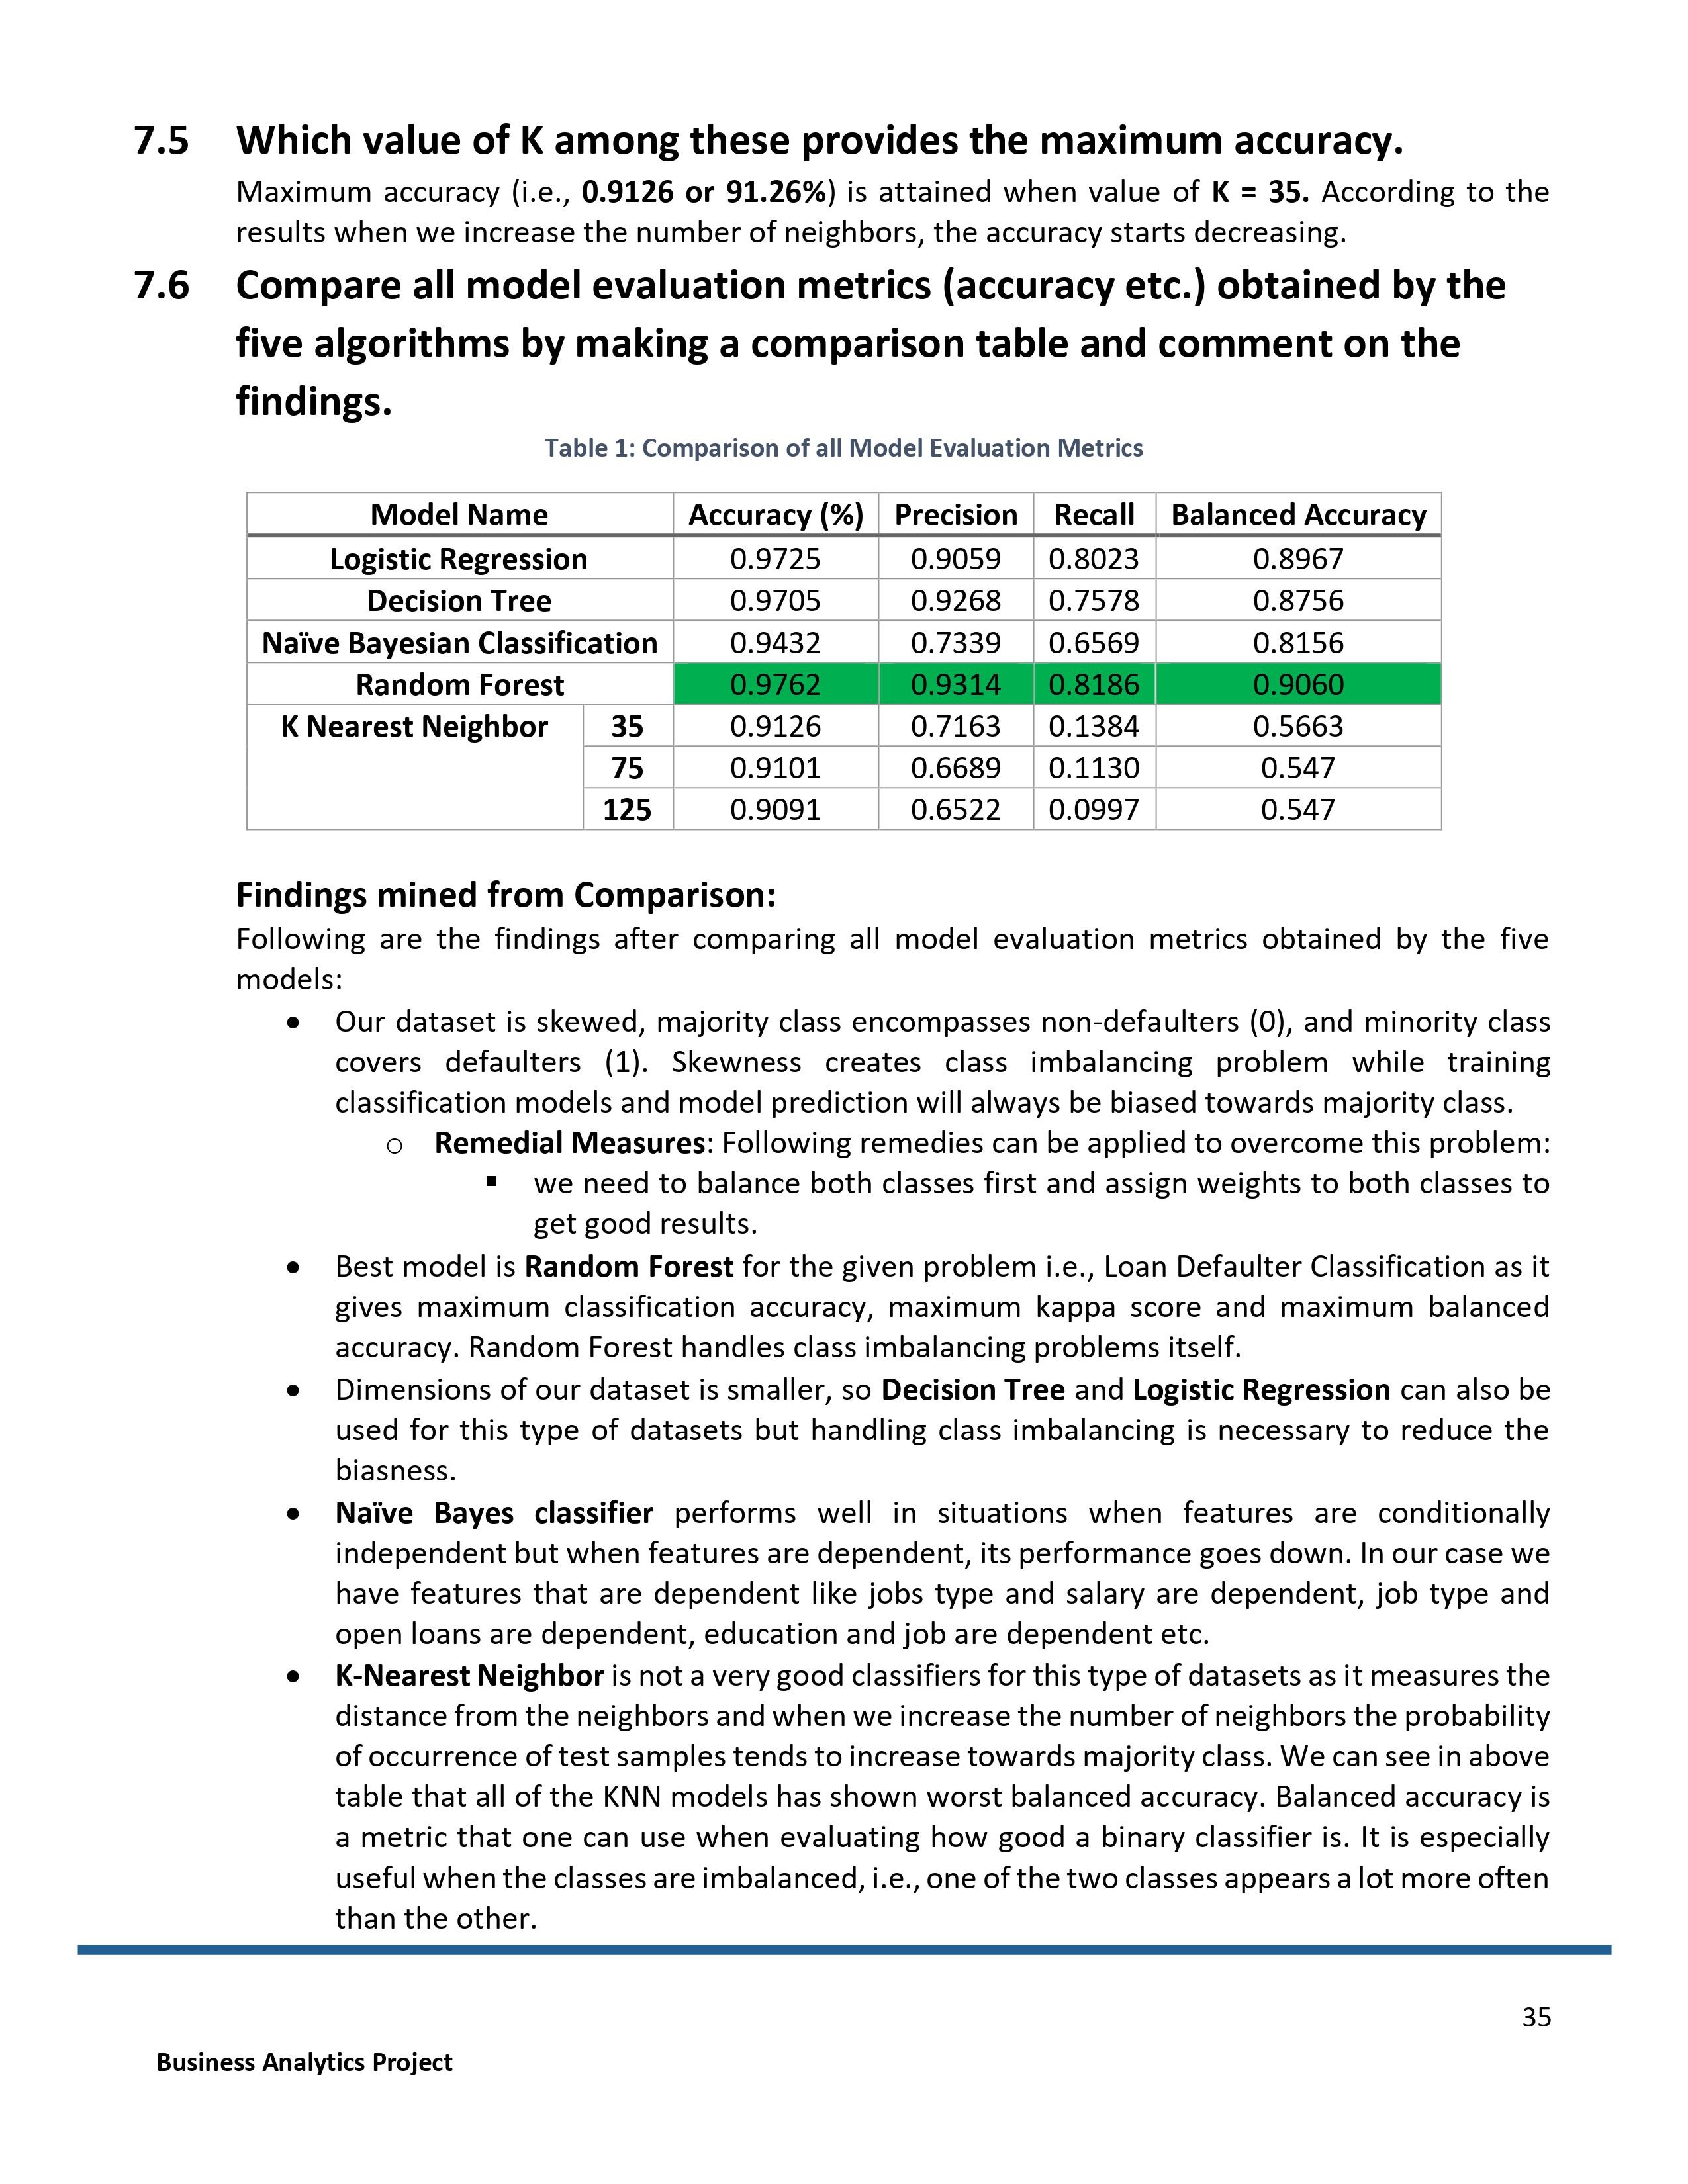 7.5 Which value of K among these provides the maximum accuracy.
Maximum accuracy (i.e., 0.9126 or 91.26%) is attained when value of K = 35. According to the
results when we increase the number of neighbors, the accuracy starts decreasing.
7.6 Compare all model evaluation metrics (accuracy etc.) obtained by the
five algorithms by making a comparison table and comment on the
findings.
Table 1: Comparison of all Model Evaluation Metrics
Model Name Accuracy (%) Precision Recall Balanced Accuracy
Logistic Regression 0.9725 0.9059 0.8023 0.8967
Decision Tree 0.9705 0.9268 0.7578 0.8756
Naïve Bayesian Classification 0.9432 0.7339 0.6569 0.8156
Random Forest 0.9762 0.9314 0.8186 0.9060
K Nearest Neighbor 35 0.9126 0.7163 0.1384 0.5663
75 0.9101 0.6689 0.1130 0.547
125 0.9091 0.6522 0.0997 0.547
Findings mined from Comparison:
Following are the findings after comparing all model evaluation metrics obtained by the five
models:
• Our dataset is skewed, majority class encompasses non-defaulters (0), and minority class
covers defaulters (1). Skewness creates class imbalancing problem while training
classification models and model prediction will always be biased towards majority class.
o Remedial Measures: Following remedies can be applied to overcome this problem:
▪ we need to balance both classes first and assign weights to both classes to
get good results.
• Best model is Random Forest for the given problem i.e., Loan Defaulter Classification as it
gives maximum classification accuracy, maximum kappa score and maximum balanced
accuracy. Random Forest handles class imbalancing problems itself.
• Dimensions of our dataset is smaller, so Decision Tree and Logistic Regression can also be
used for this type of datasets but handling class imbalancing is necessary to reduce the
biasness.
• Naïve Bayes classifier performs well in situations when features are conditionally
independent but when features are dependent, its performance goes down. In our case we
have features that are dependent like jobs type and salary are dependent, job type and
open loans are dependent, education and job are dependent etc.
• K-Nearest Neighbor is not a very good classifiers for this type of datasets as it measures the
distance from the neighbors and when we increase the number of neighbors the probability
of occurrence of test samples tends to increase towards majority class. We can see in above
table that all of the KNN models has shown worst balanced accuracy. Balanced accuracy is
a metric that one can use when evaluating how good a binary classifier is. It is especially
useful when the classes are imbalanced, i.e., one of the two classes appears a lot more often
than the other.
35
Business Analytics Project